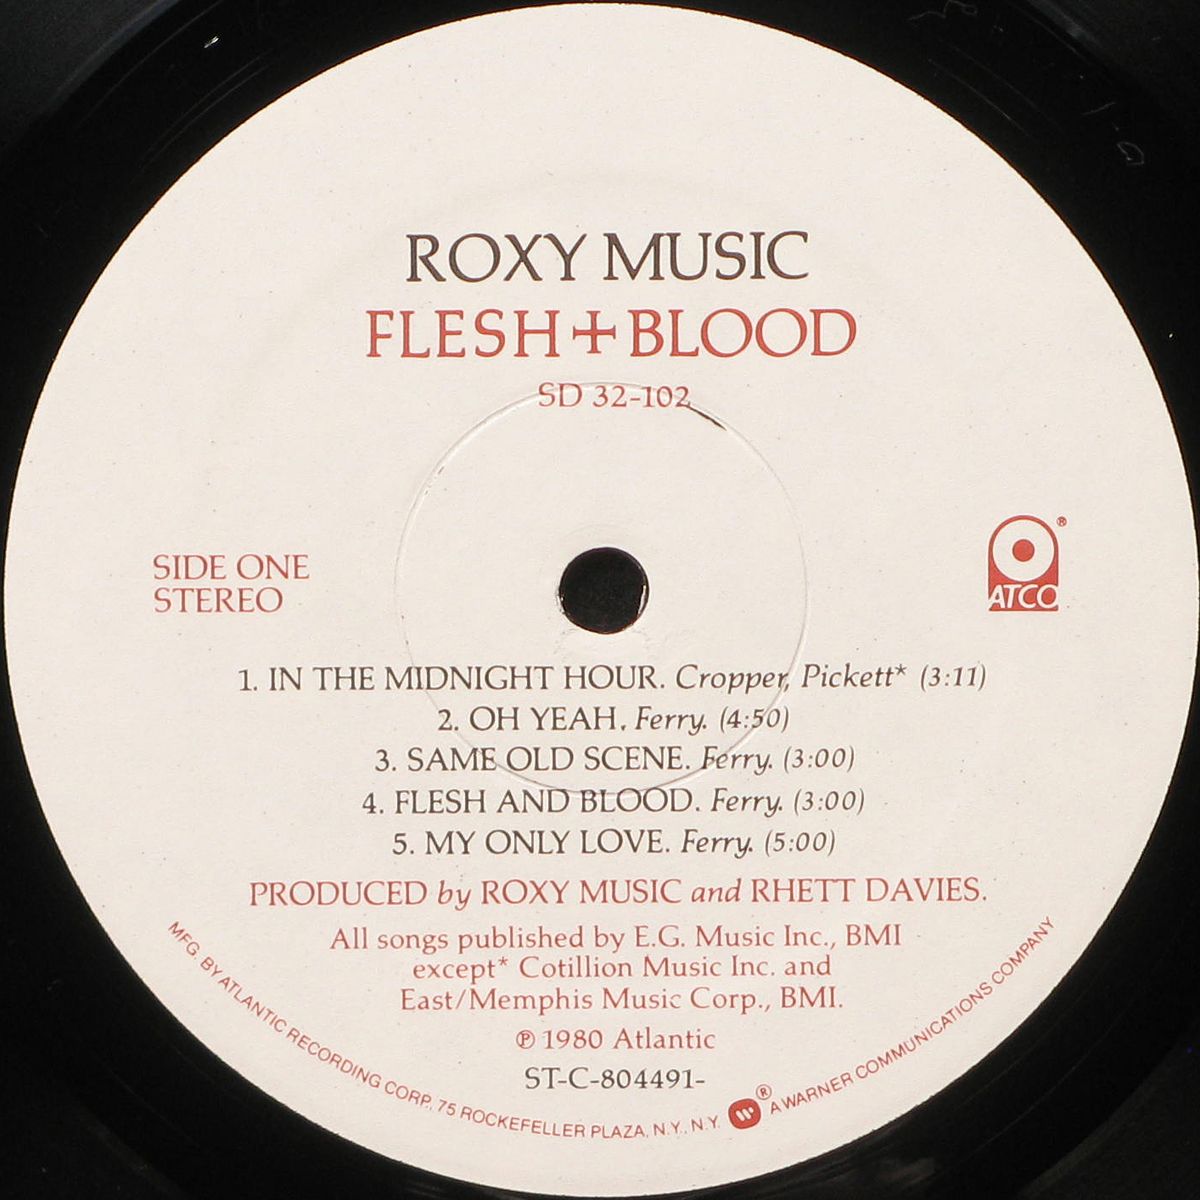 ROXY MUSIC
FLESH + BLOOD
SD 32-102
SIDE ONE
STEREO
®
ATCO
1. IN THE MIDNIGHT HOUR. Cropper, Pickett* (3:11)
2. OH YEAH. Ferry. (4:50)
3. SAME OLD SCENE. Ferry. (3:00)
4. FLESH AND BLOOD. Ferry. (3:00)
5. MY ONLY LOVE. Ferry. (5:00)
PRODUCED by ROXY MUSIC and RHETT DAVIES.
All songs published by E.G. Music Inc., BMI
except* Cotillion Music Inc. and
East/Memphis Music Corp., BMI.
℗ 1980 Atlantic
ST-C-804491-
MFG. BY ATLANTIC RECORDING CORP., 75 ROCKEFELLER PLAZA, N.Y., N.Y. ® A WARNER COMMUNICATIONS COMPANY